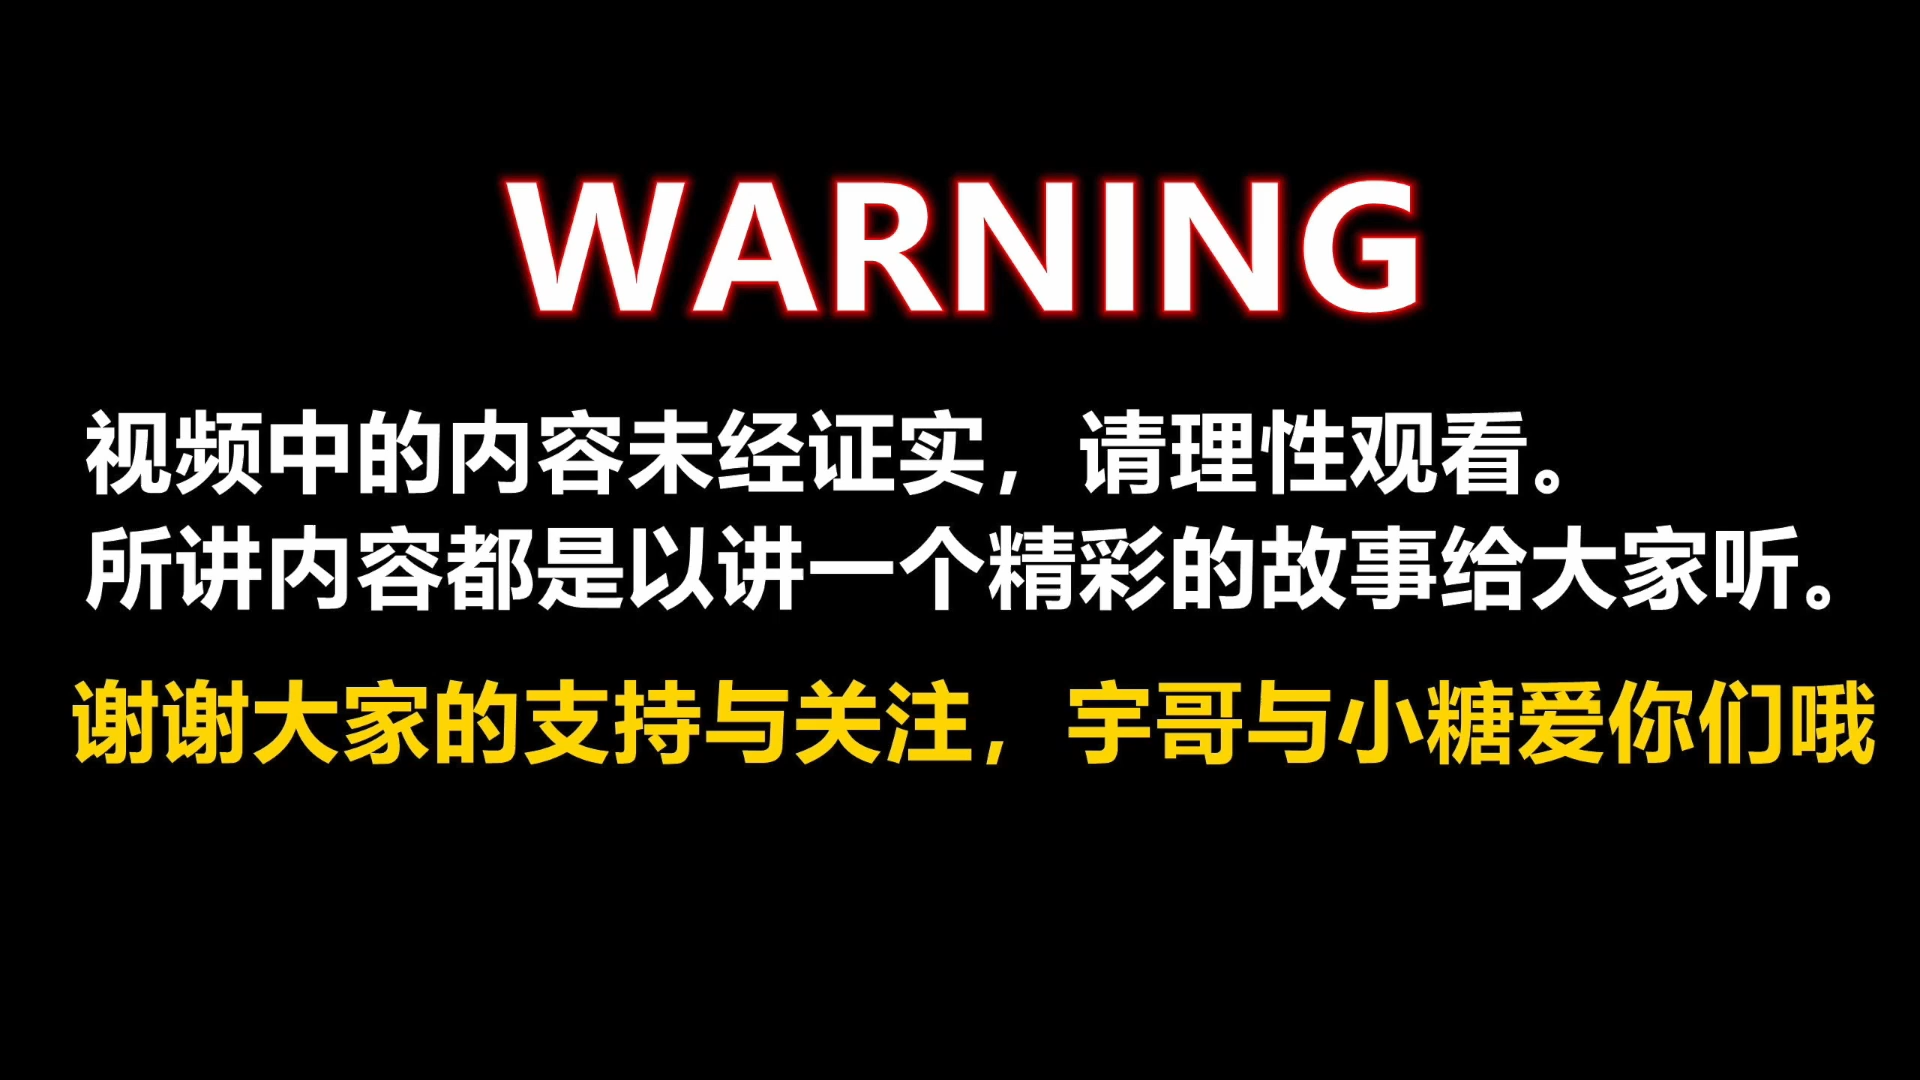 WARNING
视频中的内容未经证实，请理性观看。
所讲内容都是以讲一个精彩的故事给大家听。
谢谢大家的支持与关注，宇哥与小糖爱你们哦